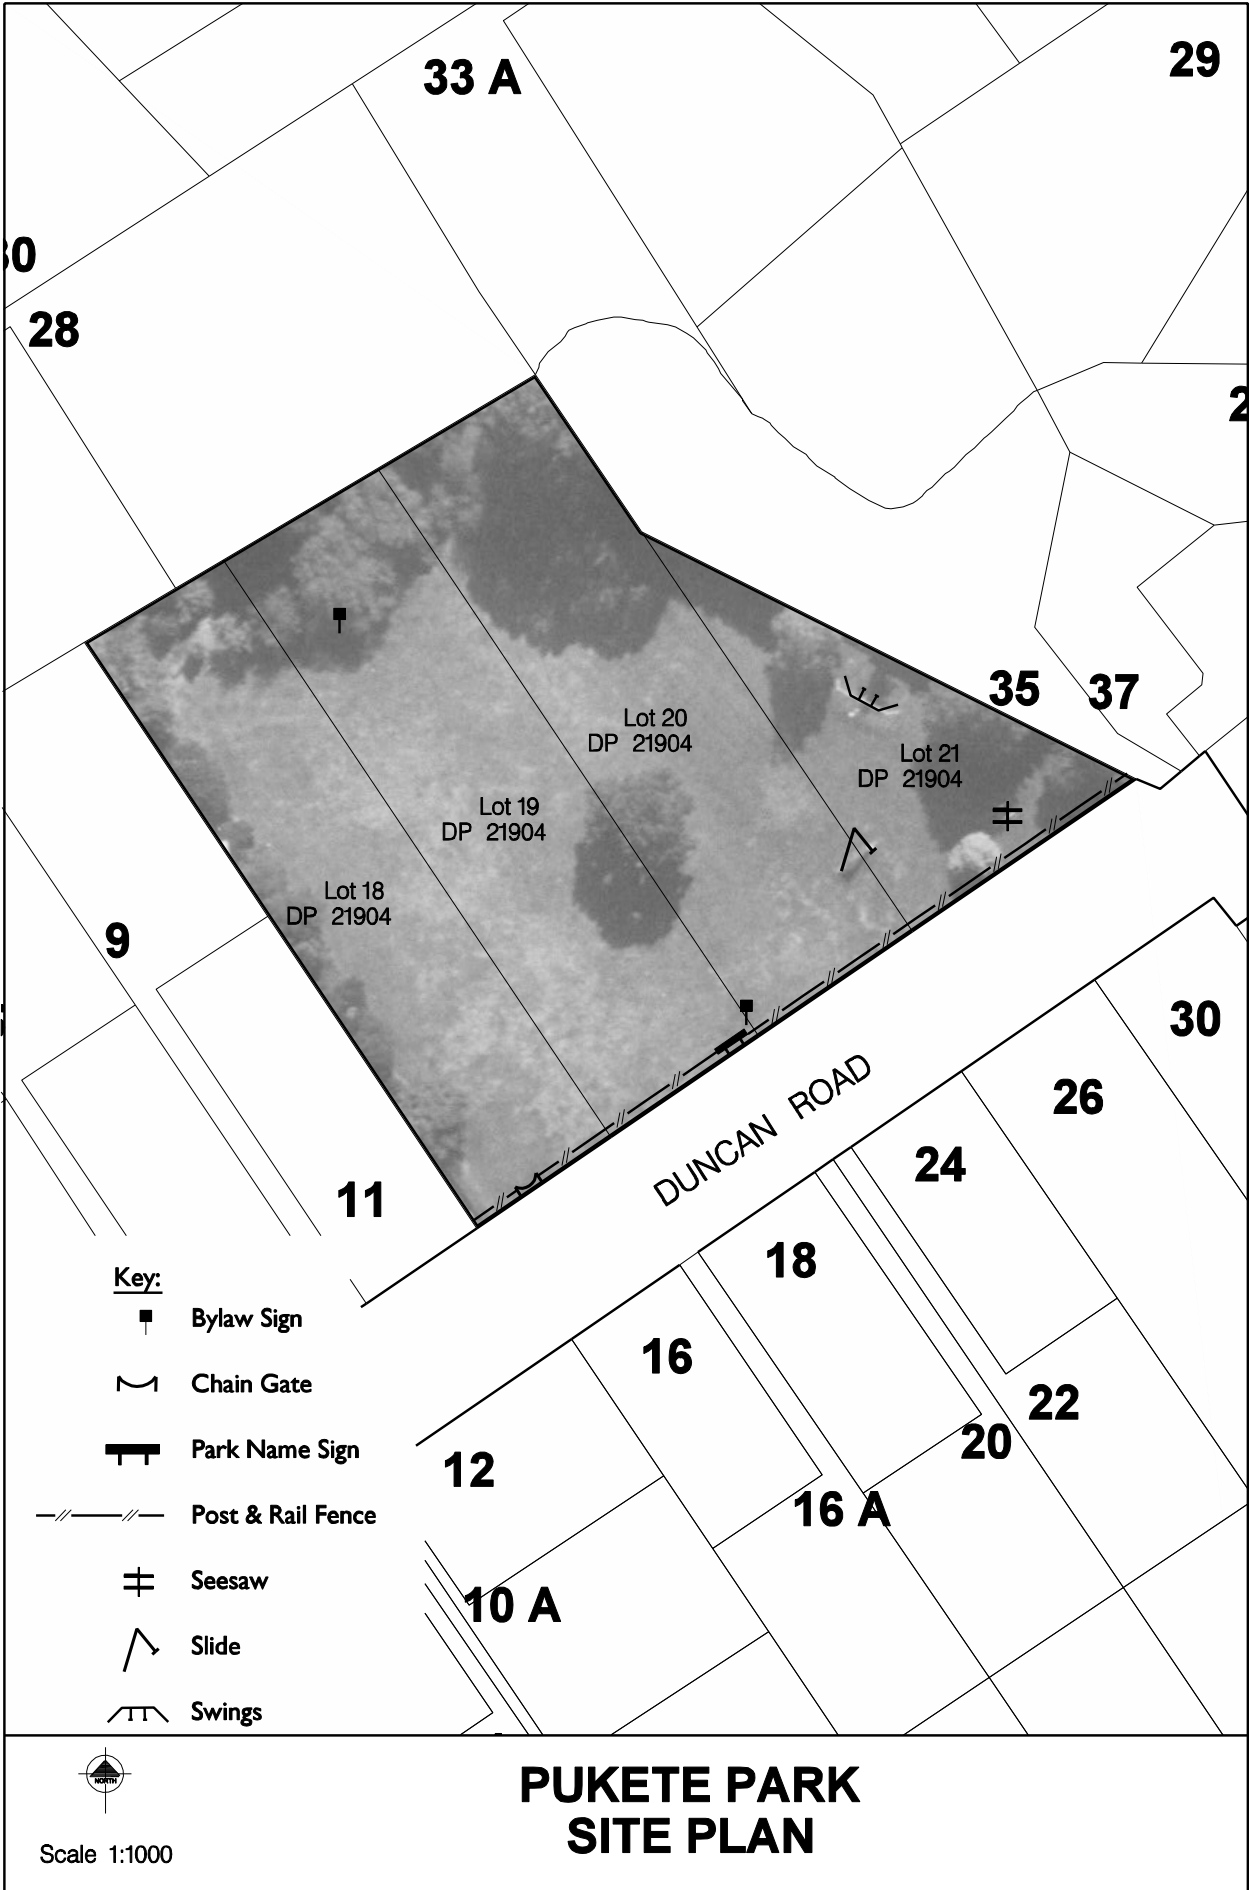 33 A
29
30
28
2
35
37
Lot 20
DP 21904
Lot 21
DP 21904
Lot 19
DP 21904
Lot 18
DP 21904
9
11
DUNCAN ROAD
30
26
24
18
16
22
20
12
16 A
10 A
Key:
Bylaw Sign
Chain Gate
Park Name Sign
Post & Rail Fence
Seesaw
Slide
Swings
NORTH
Scale 1:1000
PUKETE PARK
SITE PLAN